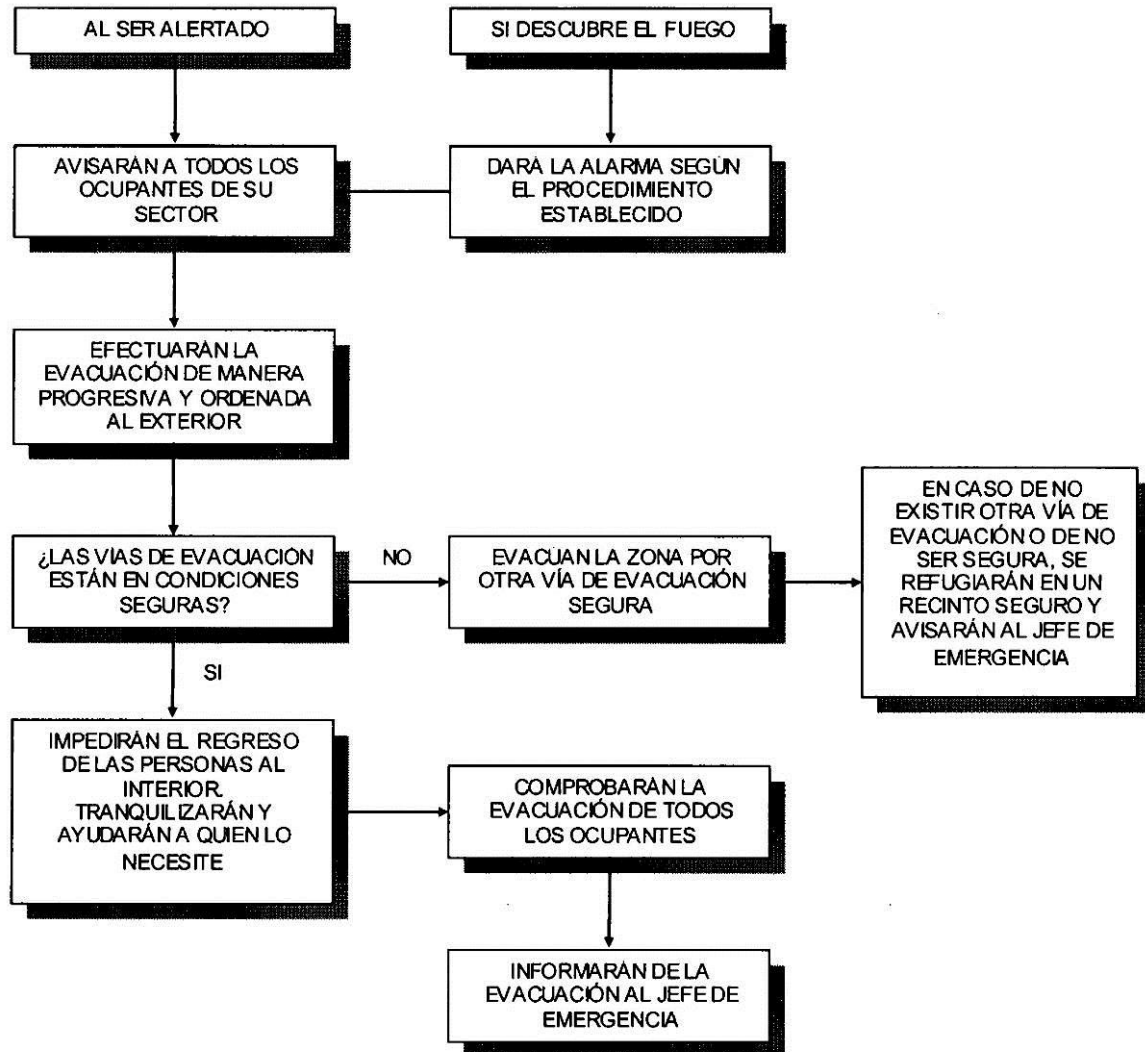 AL SER ALERTADO
SI DESCUBRE EL FUEGO
AVISARÁN A TODOS LOS
OCUPANTES DE SU
SECTOR
DARÁ LA ALARMA SEGÚN
EL PROCEDIMIENTO
ESTABLECIDO
EFECTUARÁN LA
EVACUACIÓN DE MANERA
PROGRESIVA Y ORDENADA
AL EXTERIOR
¿LAS VÍAS DE EVACUACIÓN
ESTÁN EN CONDICIONES
SEGURAS?
NO
EVACÚAN LA ZONA POR
OTRA VÍA DE EVACUACIÓN
SEGURA
EN CASO DE NO
EXISTIR OTRA VÍA DE
EVACUACIÓN O DE NO
SER SEGURA, SE
REFUGIARÁN EN UN
RECINTO SEGURO Y
AVISARÁN AL JEFE DE
EMERGENCIA
SI
IMPEDIRÁN EL REGRESO
DE LAS PERSONAS AL
INTERIOR.
TRANQUILIZARÁN Y
AYUDARÁN A QUIEN LO
NECESITE
COMPROBARÁN LA
EVACUACIÓN DE TODOS
LOS OCUPANTES
INFORMARÁN DE LA
EVACUACIÓN AL JEFE DE
EMERGENCIA